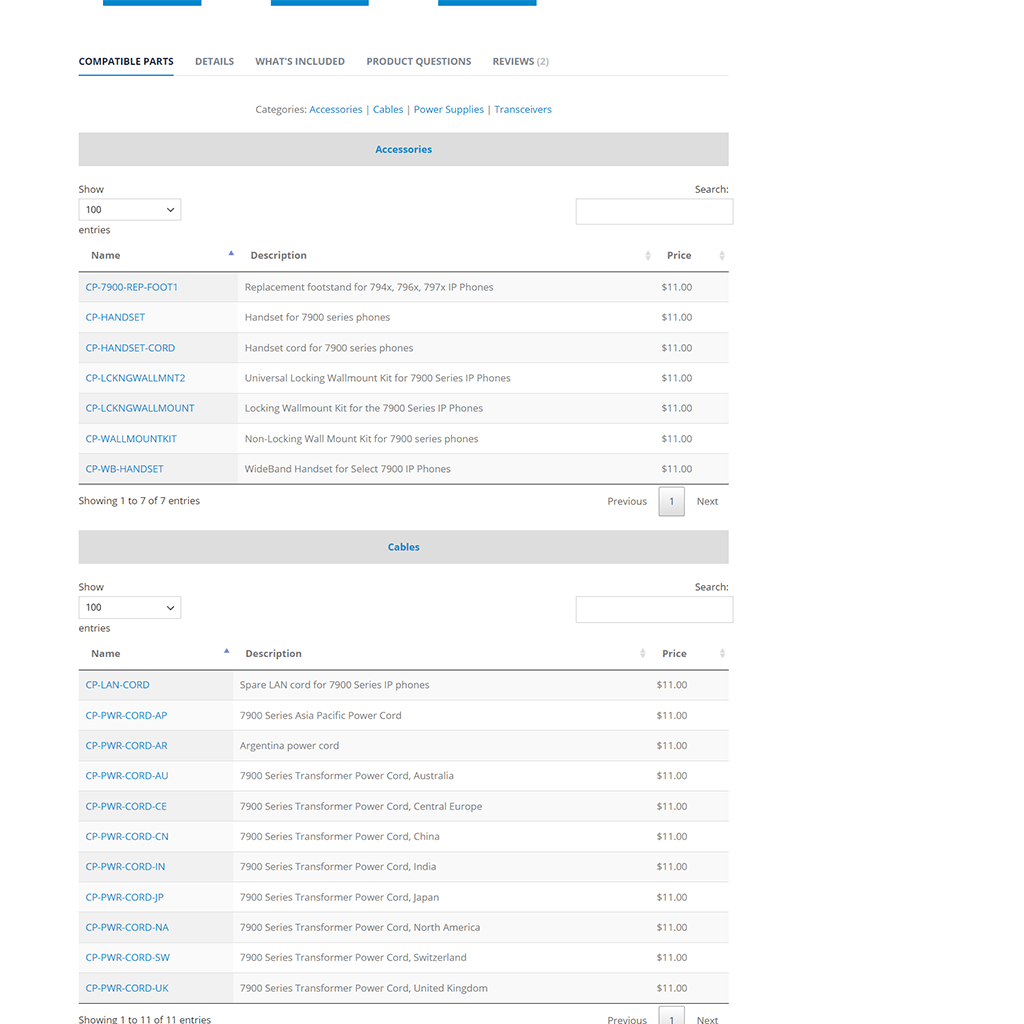 COMPATIBLE PARTS DETAILS WHAT'S INCLUDED PRODUCT QUESTIONS REVIEWS (2)
Categories: Accessories | Cables | Power Supplies | Transceivers
Accessories
Show
Search:
100
entries
Name Description Price
CP-7900-REP-FOOT1 Replacement footstand for 794x, 796x, 797x IP Phones $11.00
CP-HANDSET Handset for 7900 series phones $11.00
CP-HANDSET-CORD Handset cord for 7900 series phones $11.00
CP-LCKNGWALLMNT2 Universal Locking Wallmount Kit for 7900 Series IP Phones $11.00
CP-LCKNGWALLMOUNT Locking Wallmount Kit for the 7900 Series IP Phones $11.00
CP-WALLMOUNTKIT Non-Locking Wall Mount Kit for 7900 series phones $11.00
CP-WB-HANDSET WideBand Handset for Select 7900 IP Phones $11.00
Showing 1 to 7 of 7 entries Previous 1 Next
Cables
Show
Search:
100
entries
Name Description Price
CP-LAN-CORD Spare LAN cord for 7900 Series IP phones $11.00
CP-PWR-CORD-AP 7900 Series Asia Pacific Power Cord $11.00
CP-PWR-CORD-AR Argentina power cord $11.00
CP-PWR-CORD-AU 7900 Series Transformer Power Cord, Australia $11.00
CP-PWR-CORD-CE 7900 Series Transformer Power Cord, Central Europe $11.00
CP-PWR-CORD-CN 7900 Series Transformer Power Cord, China $11.00
CP-PWR-CORD-IN 7900 Series Transformer Power Cord, India $11.00
CP-PWR-CORD-JP 7900 Series Transformer Power Cord, Japan $11.00
CP-PWR-CORD-NA 7900 Series Transformer Power Cord, North America $11.00
CP-PWR-CORD-SW 7900 Series Transformer Power Cord, Switzerland $11.00
CP-PWR-CORD-UK 7900 Series Transformer Power Cord, United Kingdom $11.00
Showing 1 to 11 of 11 entries Previous 1 Next